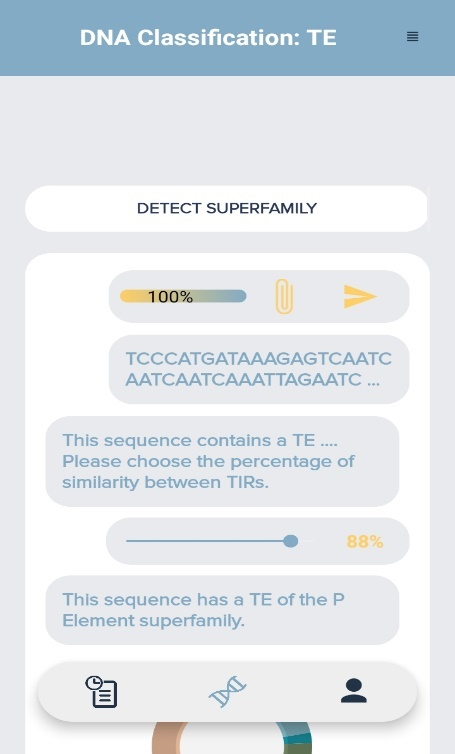 DNA Classification: TE
DETECT SUPERFAMILY
100%
TCCCATGATAAAGAGTCAATC
AATCAATCAAATTAGAATC ...
This sequence contains a TE ....
Please choose the percentage of
similarity between TIRs.
88%
This sequence has a TE of the P
Element superfamily.